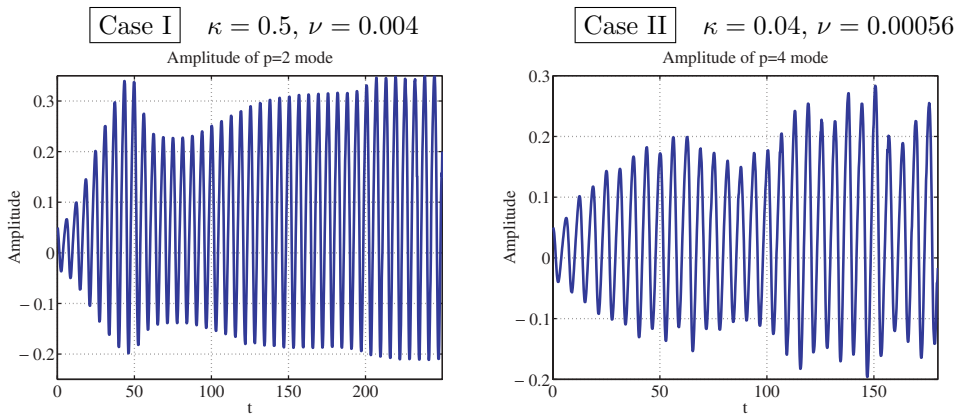 Case I κ = 0.5, ν = 0.004
Amplitude of p=2 mode
Amplitude
0.3
0.2
0.1
0
−0.1
−0.2
0 50 100 150 200
t
Case II κ = 0.04, ν = 0.00056
Amplitude of p=4 mode
Amplitude
0.3
0.2
0.1
0
−0.1
−0.2
0 50 100 150
t